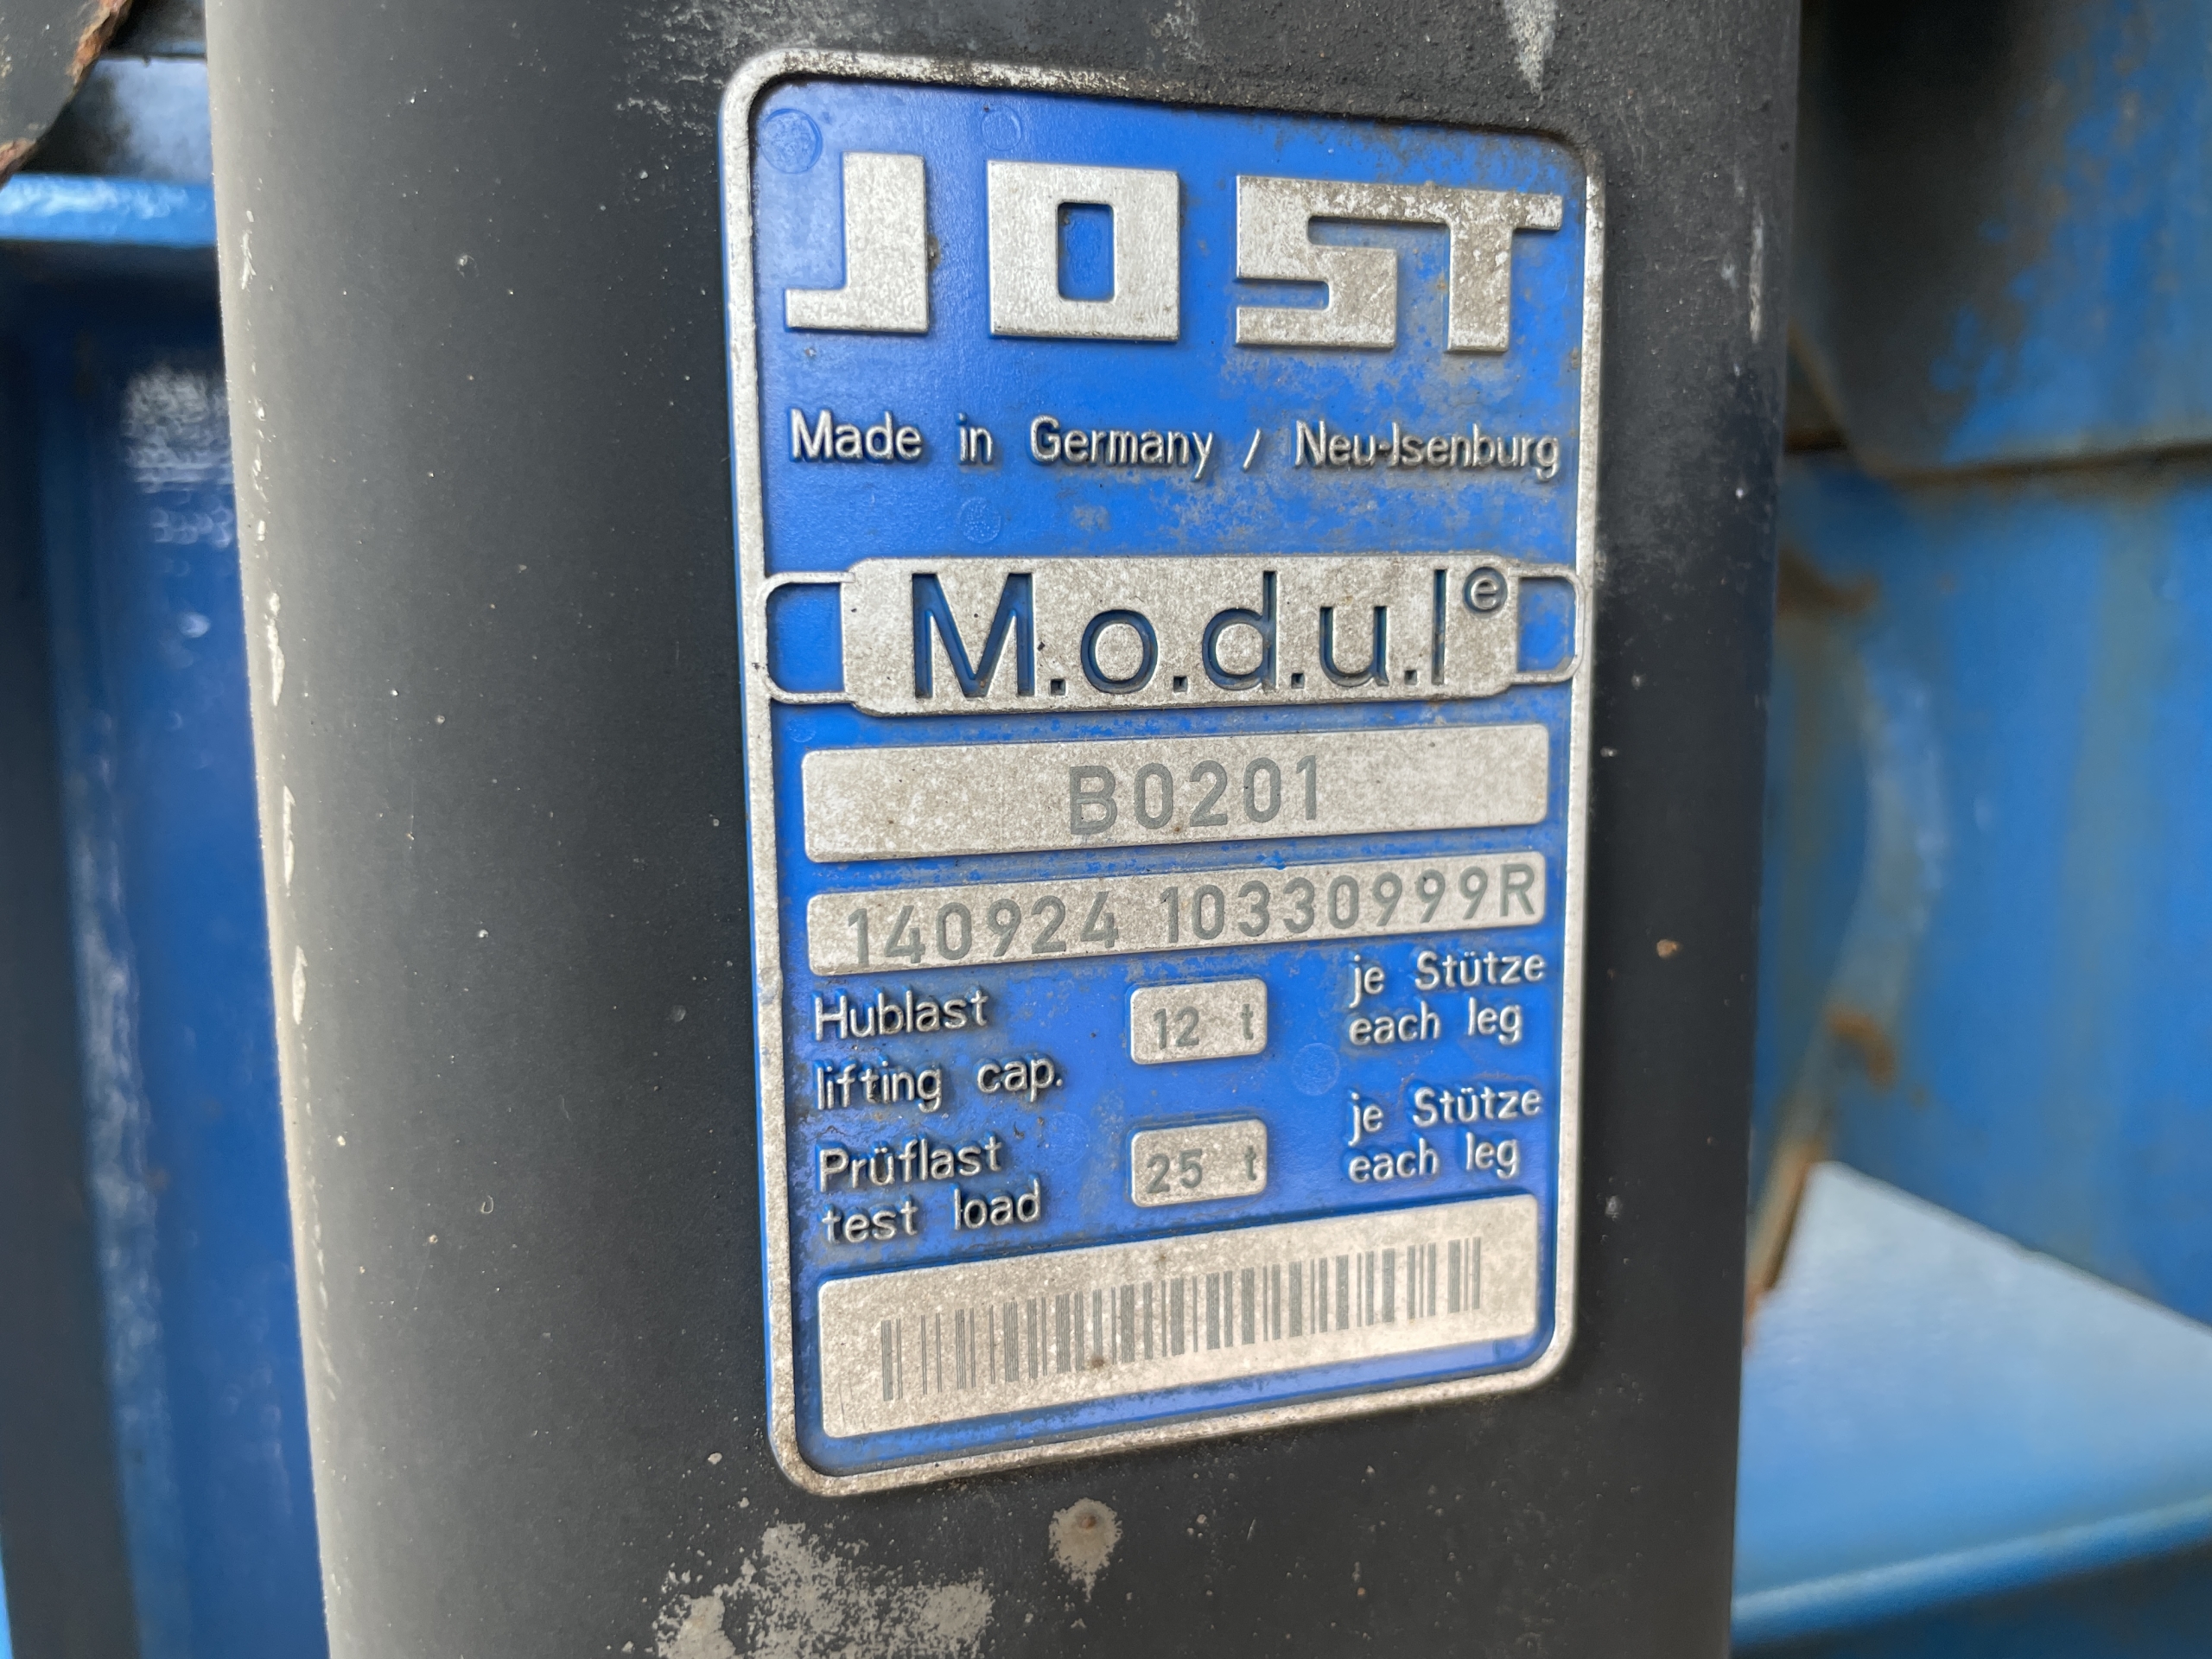 JOST
Made in Germany / Neu-Isenburg
M.o.d.u.l ⓔ
B0201
140924 10330999R
Hublast 12 t je Stütze
lifting cap. each leg
Prüflast 25 t je Stütze
test load each leg